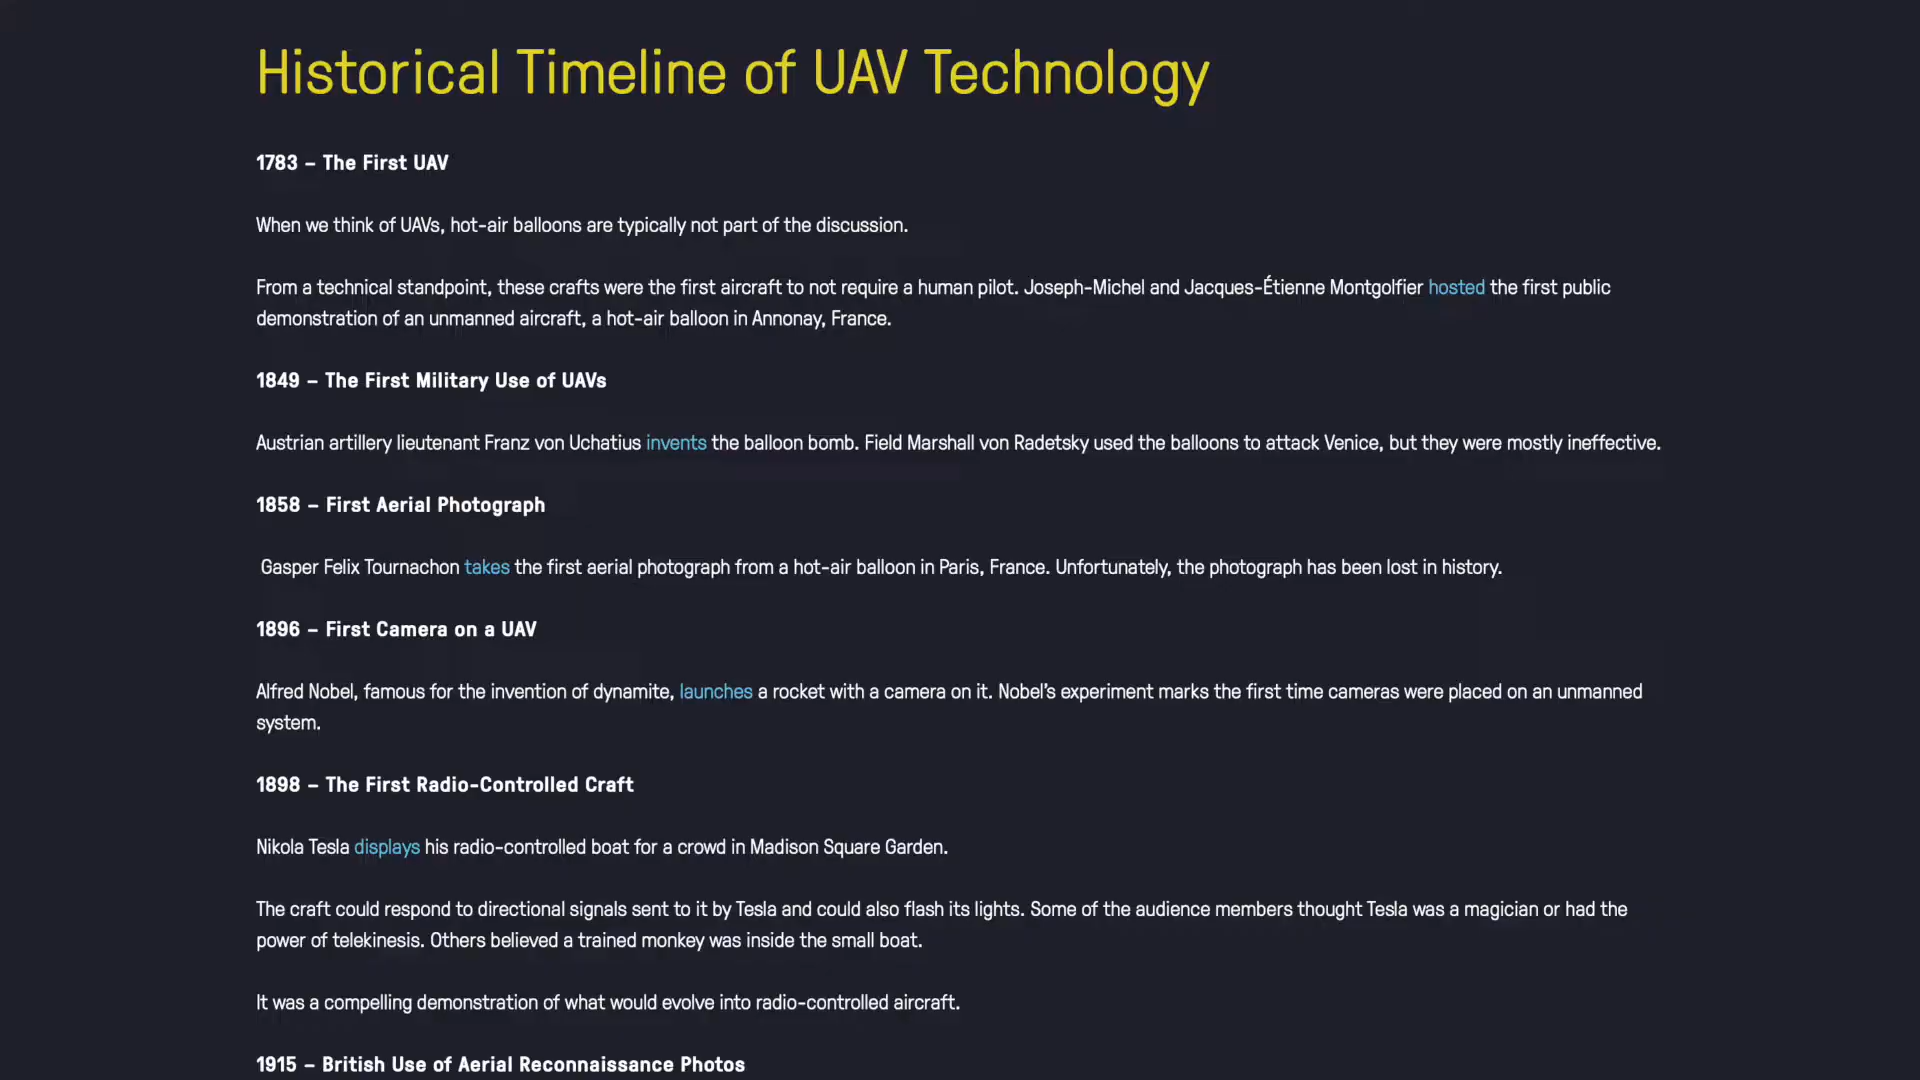 Historical Timeline of UAV Technology
1783 – The First UAV
When we think of UAVs, hot-air balloons are typically not part of the discussion.
From a technical standpoint, these crafts were the first aircraft to not require a human pilot. Joseph-Michel and Jacques-Étienne Montgolfier hosted the first public
demonstration of an unmanned aircraft, a hot-air balloon in Annonay, France.
1849 – The First Military Use of UAVs
Austrian artillery lieutenant Franz von Uchatius invents the balloon bomb. Field Marshall von Radetsky used the balloons to attack Venice, but they were mostly ineffective.
1858 – First Aerial Photograph
Gasper Felix Tournachon takes the first aerial photograph from a hot-air balloon in Paris, France. Unfortunately, the photograph has been lost in history.
1896 – First Camera on a UAV
Alfred Nobel, famous for the invention of dynamite, launches a rocket with a camera on it. Nobel's experiment marks the first time cameras were placed on an unmanned
system.
1898 – The First Radio-Controlled Craft
Nikola Tesla displays his radio-controlled boat for a crowd in Madison Square Garden.
The craft could respond to directional signals sent to it by Tesla and could also flash its lights. Some of the audience members thought Tesla was a magician or had the
power of telekinesis. Others believed a trained monkey was inside the small boat.
It was a compelling demonstration of what would evolve into radio-controlled aircraft.
1915 – British Use of Aerial Reconnaissance Photos